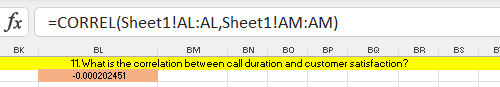 fx =CORREL(Sheet1!AL:AL,Sheet1!AM:AM)
BK BL BM BN BO BP BQ BR BS BT
11.What is the correlation between call duration and customer satisfaction?
-0.000202451